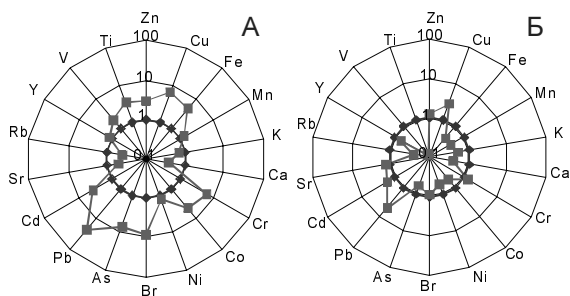 А
Zn
100
10
1
0.1
Cu
Fe
Mn
K
Ca
Cr
Co
Ni
Br
As
Pb
Cd
Sr
Rb
Y
V
Ti
Б
Zn
100
10
1
0.1
Cu
Fe
Mn
K
Ca
Cr
Co
Ni
Br
As
Pb
Cd
Sr
Rb
Y
V
Ti